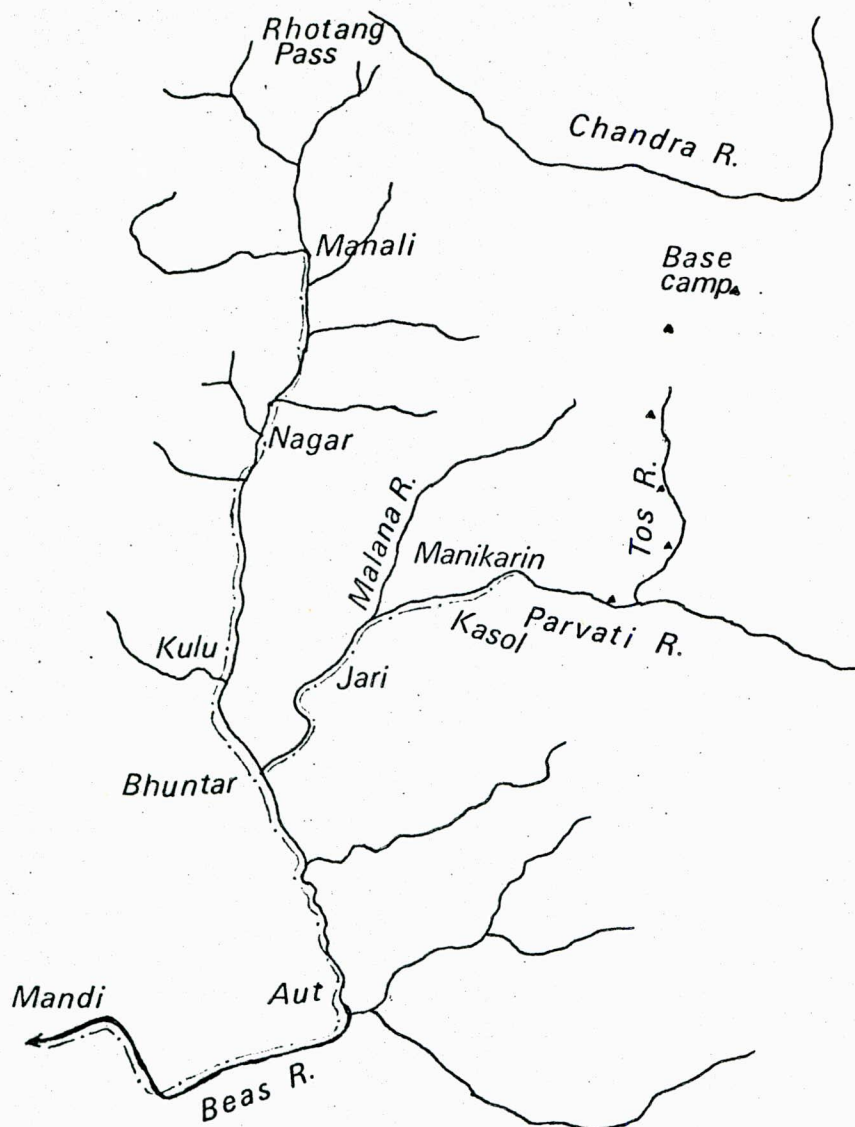 Rhotang
Pass
Chandra R.
Manali
Base
camp
Nagar
Malana R.
Tos R.
Manikarin
Kasol
Parvati R.
Kulu
Jari
Bhuntar
Aut
Mandi
Beas R.